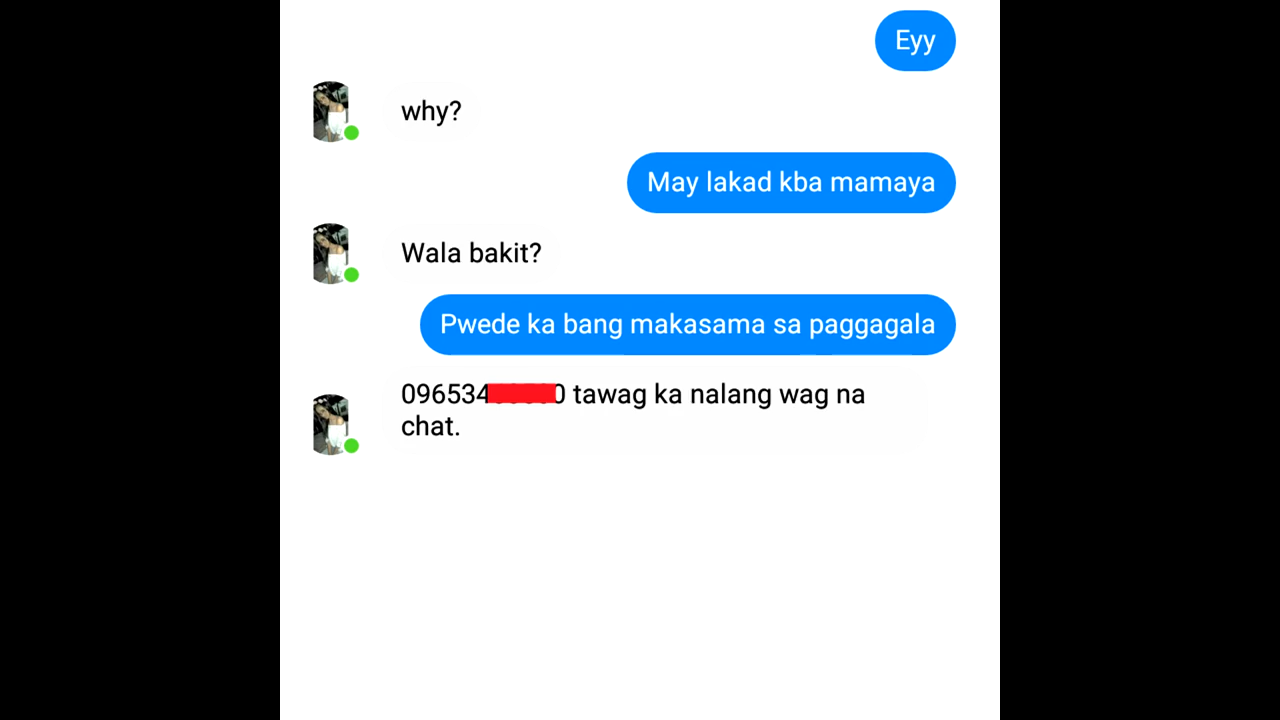 Eyy
why?
May lakad kba mamaya
Wala bakit?
Pwede ka bang makasama sa paggagala
096534 0 tawag ka nalang wag na
chat.